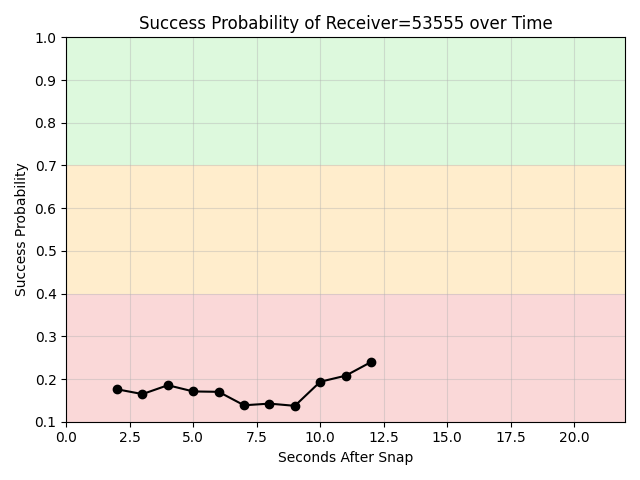 Success Probability of Receiver=53555 over Time
1.0
0.9
0.8
0.7
0.6
0.5
0.4
0.3
0.2
0.1
Success Probability
0.0 2.5 5.0 7.5 10.0 12.5 15.0 17.5 20.0
Seconds After Snap